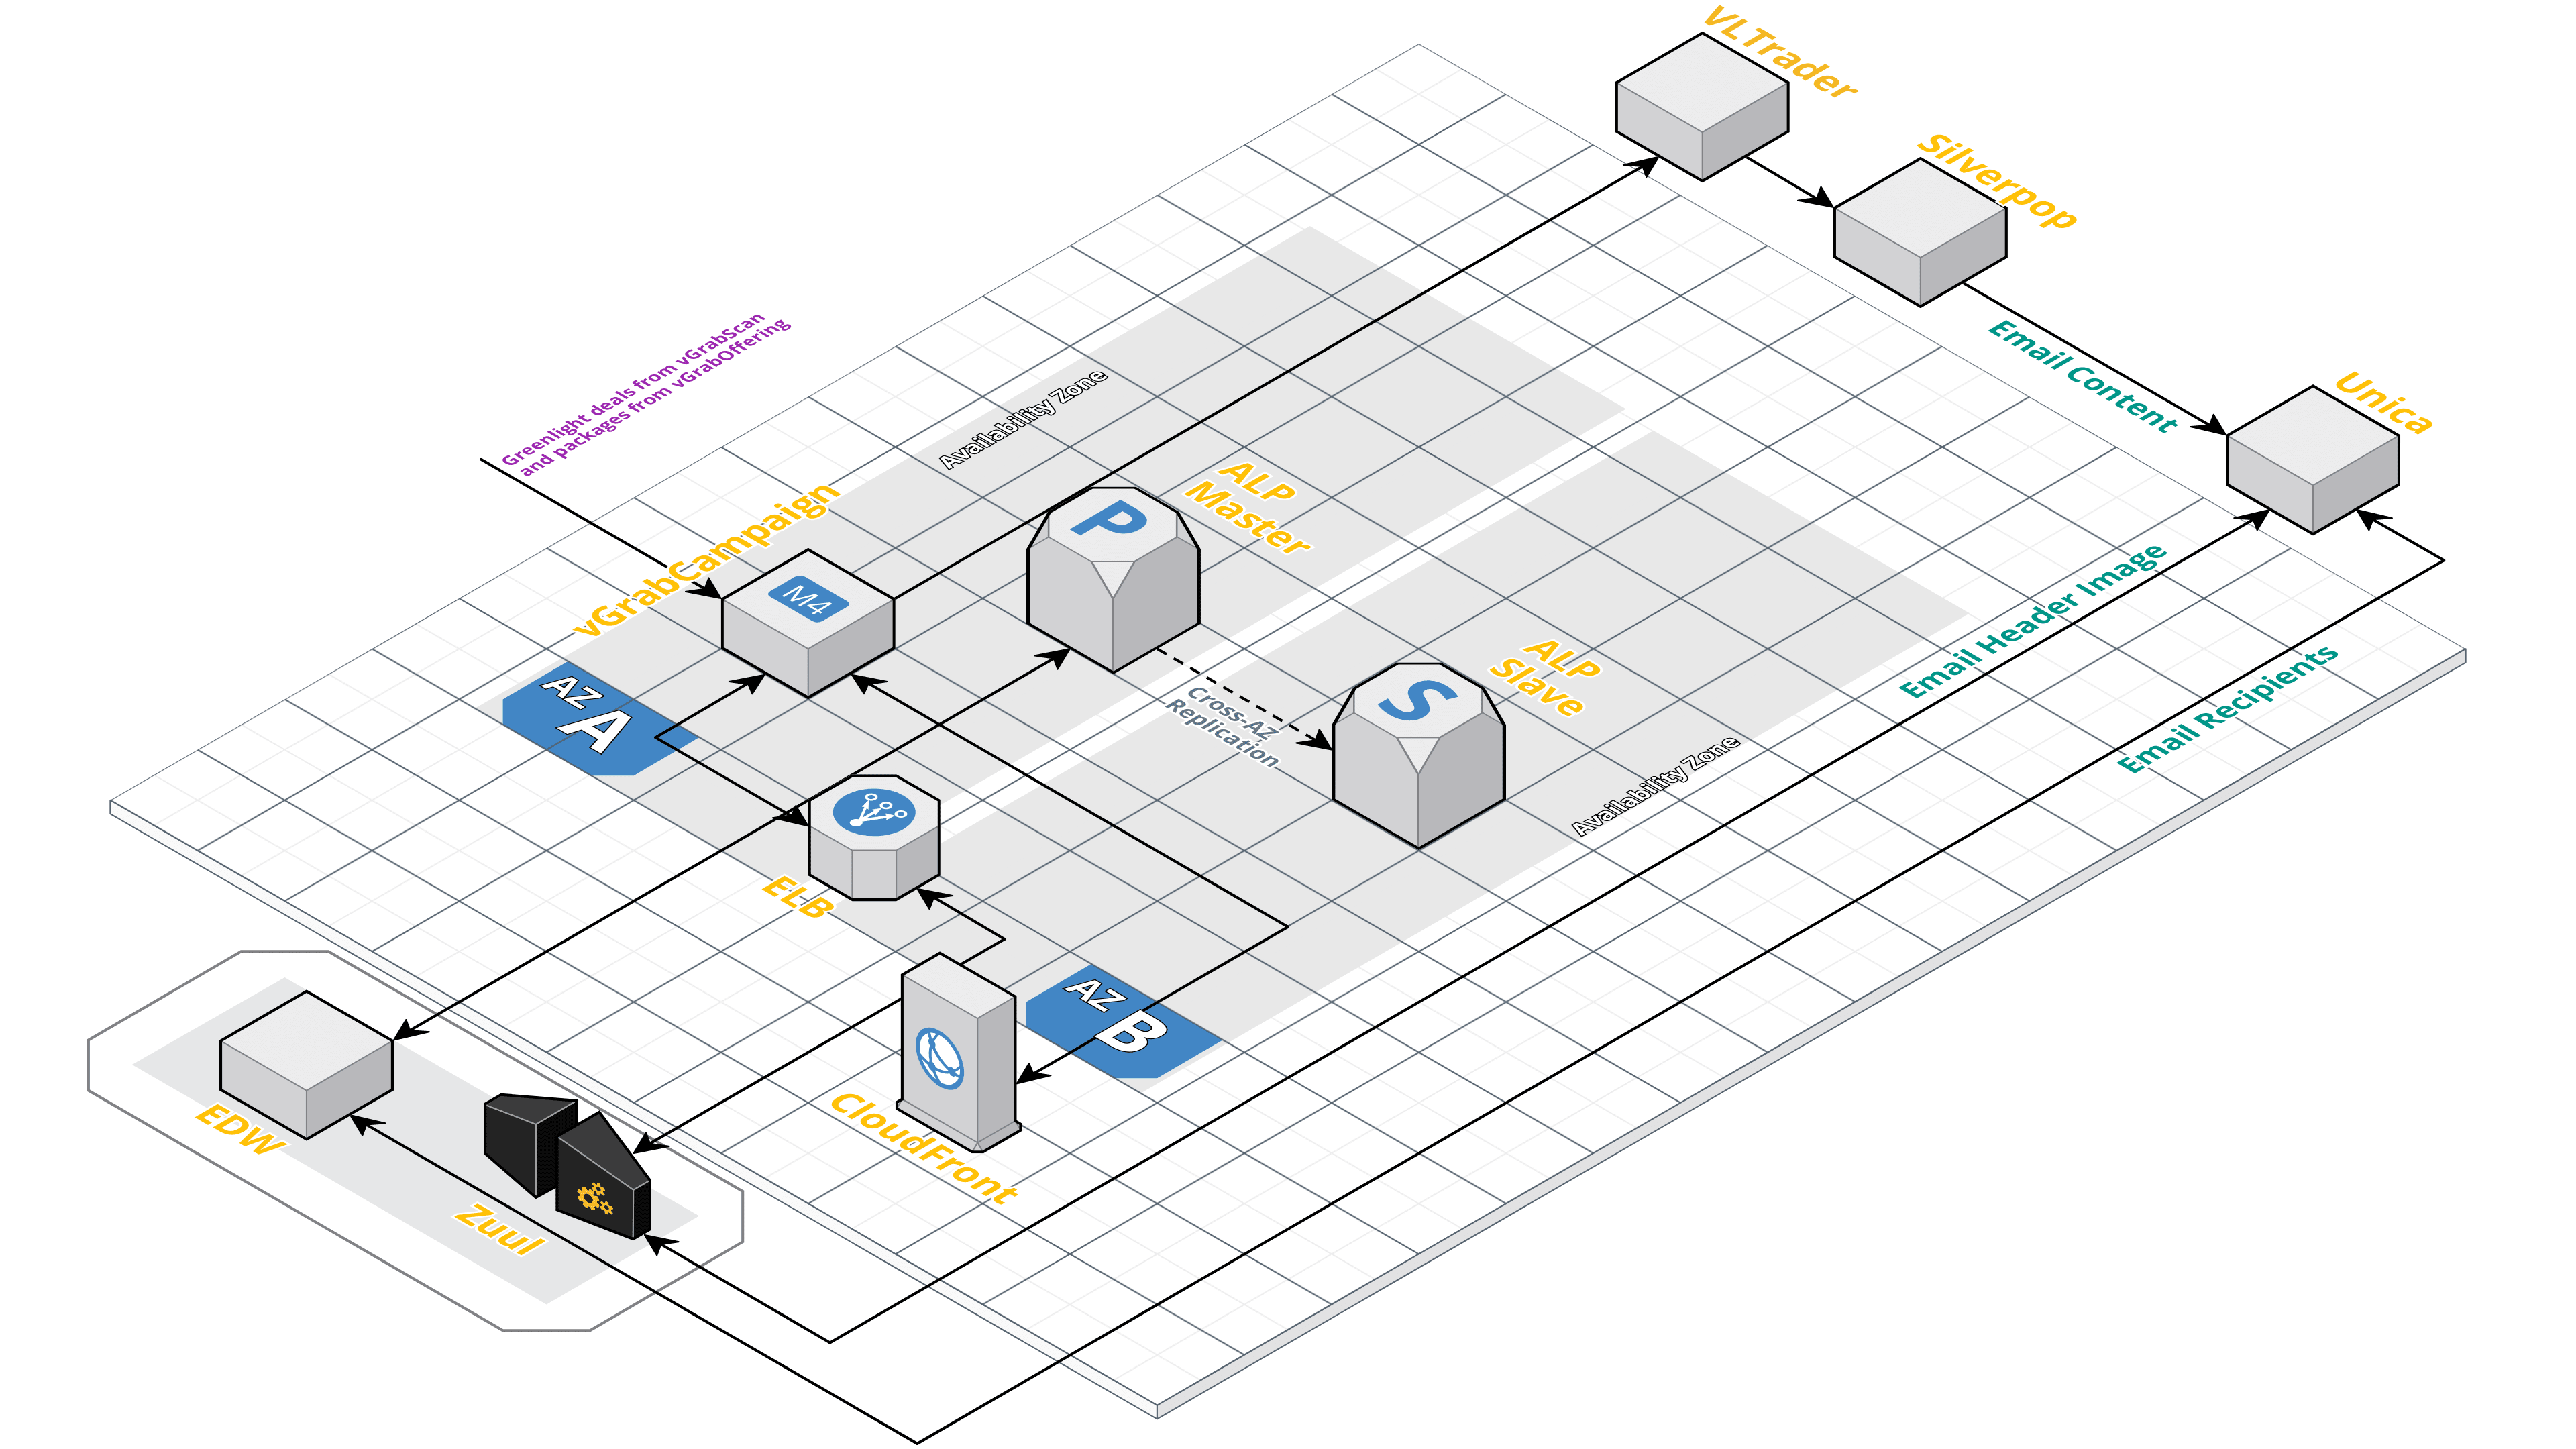 VLTrader
Silverpop
Email Content
Unica
Greenlight deals from vGrabScan
and packages from vGrabOffering
Availability Zone
vGrabCampaign
M4
ALP
Master
P
AZ
A
Cross-AZ
Replication
ALP
Slave
S
Availability Zone
Email Header Image
Email Recipients
ELB
AZ
B
CloudFront
EDW
Zuul